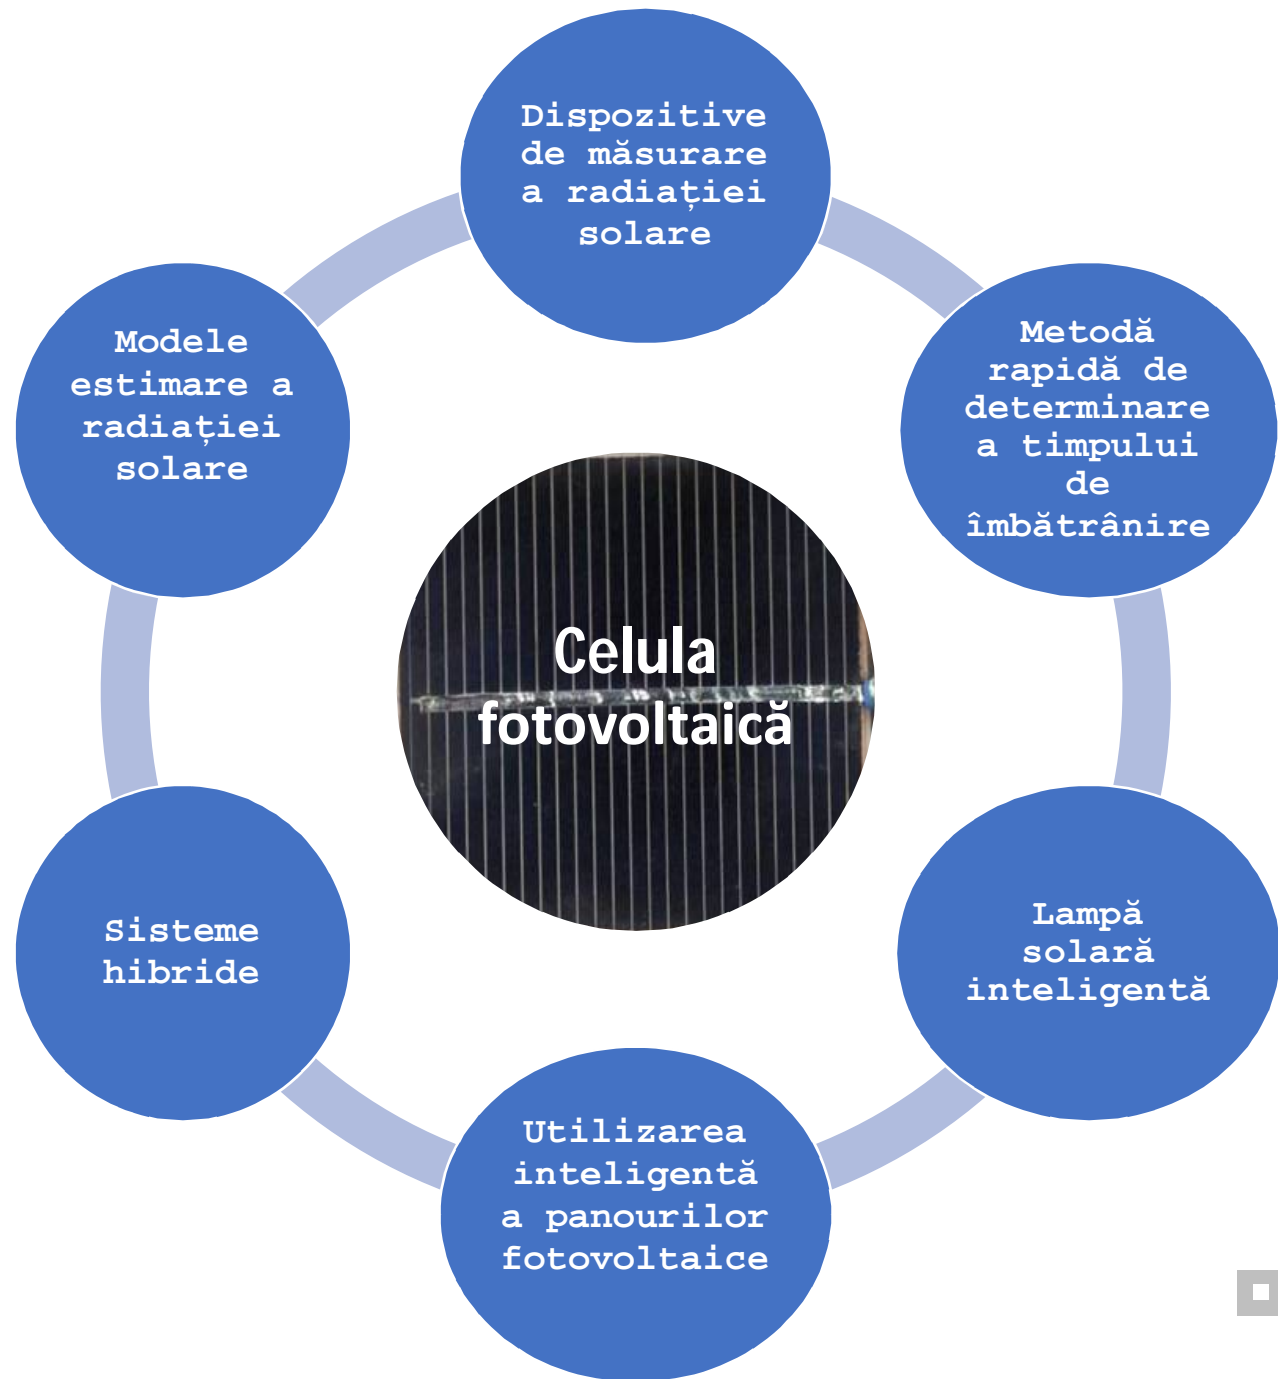 Dispozitive
de măsurare
a radiației
solare
Metodă
rapidă de
determinare
a timpului
de
îmbătrânire
Lampă
solară
inteligentă
Utilizarea
inteligentă
a panourilor
fotovoltaice
Sisteme
hibride
Modele
estimare a
radiației
solare
Celula
fotovoltaică